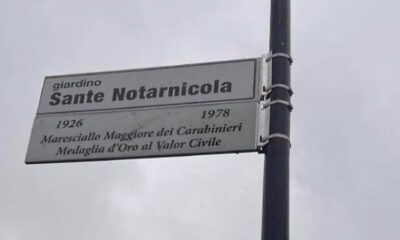 giardino
Sante Notarnicola
1926 1978
Maresciallo Maggiore dei Carabinieri
Medaglia d'Oro al Valor Civile